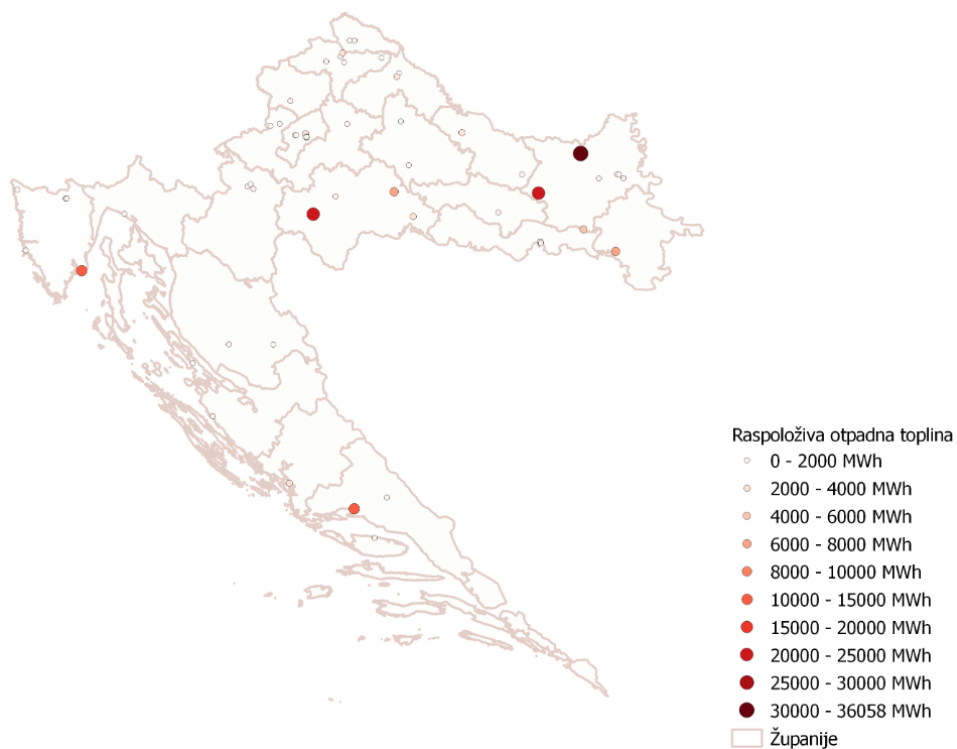 Raspoloživa otpadna toplina
0 - 2000 MWh
2000 - 4000 MWh
4000 - 6000 MWh
6000 - 8000 MWh
8000 - 10000 MWh
10000 - 15000 MWh
15000 - 20000 MWh
20000 - 25000 MWh
25000 - 30000 MWh
30000 - 36058 MWh
Županije